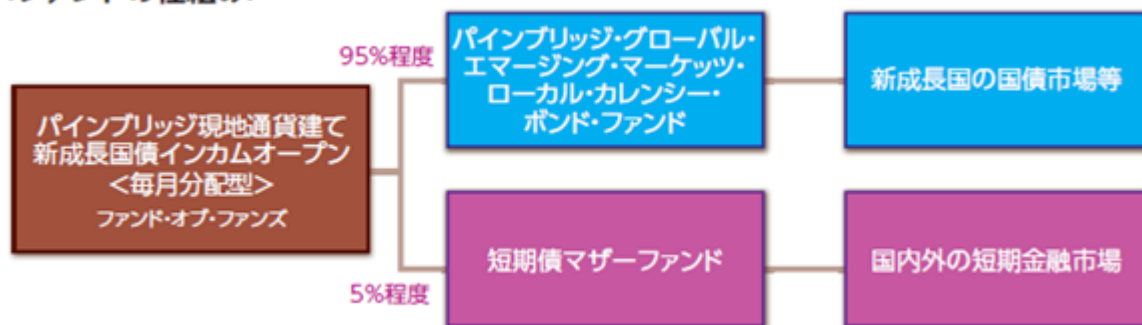 95%程度
パインブリッジ・グローバル・
エマージング・マーケッツ・
ローカル・カレンシー・
ボンド・ファンド
新成長国の国債市場等
パインブリッジ現地通貨建て
新成長国債インカムオープン
＜毎月分配型＞
ファンド・オブ・ファンズ
短期債マザーファンド
国内外の短期金融市場
5%程度